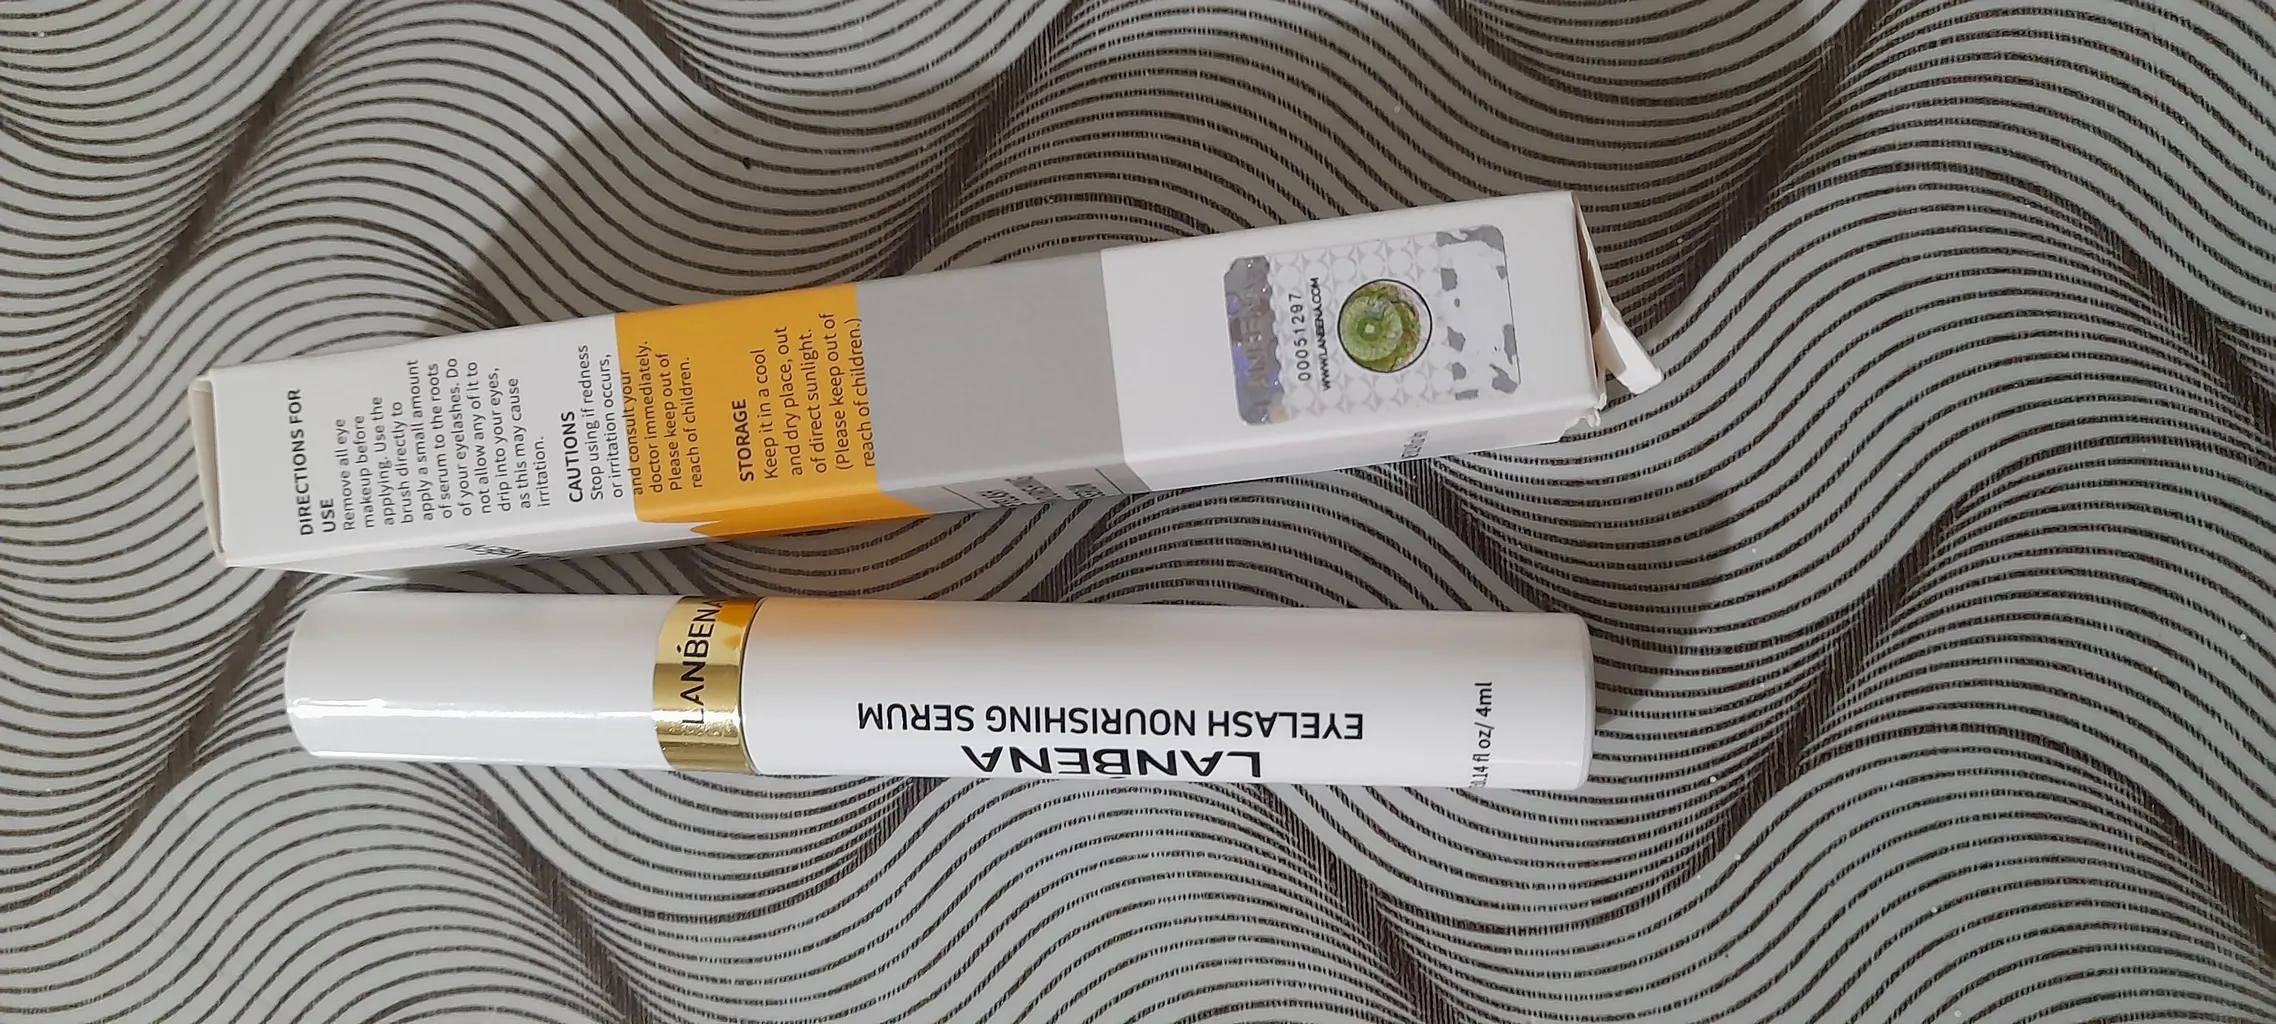 DIRECTIONS FOR
USE
Remove all eye
makeup before
applying. Use the
brush directly to
apply a small amount
of serum to the roots
of your eyelashes. Do
not allow any of it to
drip into your eyes,
as this may cause
irritation.
CAUTIONS
Stop using if redness
or irritation occurs,
and consult your
doctor immediately.
Please keep out of
reach of children.
STORAGE
Keep it in a cool
and dry place, out
of direct sunlight.
(Please keep out of
reach of children.)
LANBENA
00051297
WWW.LANBENA.COM
LANBENA
LANBENA
EYELASH NOURISHING SERUM
0.14 fl oz/ 4ml